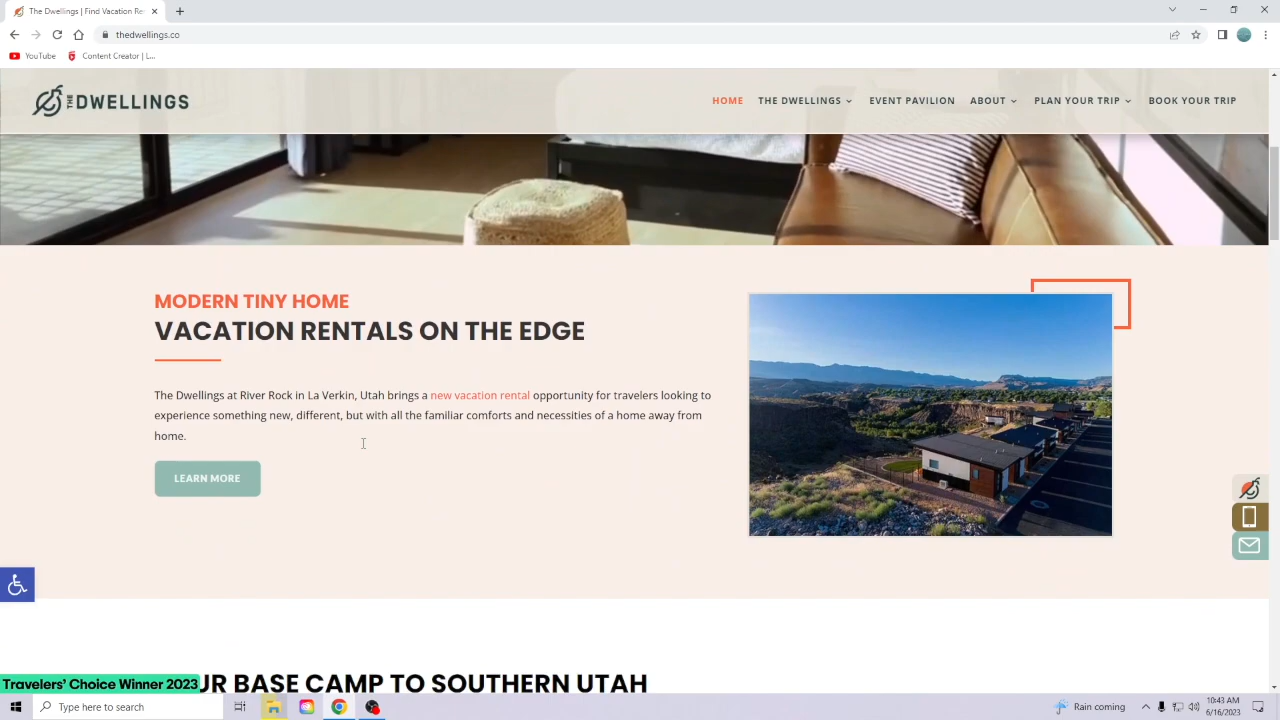 The Dwellings | Find Vacation Re
thedwellings.co
YouTube
Content Creator | L...
THE DWELLINGS
HOME
THE DWELLINGS
EVENT PAVILION
ABOUT
PLAN YOUR TRIP
BOOK YOUR TRIP
MODERN TINY HOME
VACATION RENTALS ON THE EDGE
The Dwellings at River Rock in La Verkin, Utah brings a new vacation rental opportunity for travelers looking to
experience something new, different, but with all the familiar comforts and necessities of a home away from
home.
LEARN MORE
Travelers' Choice Winner 2023
UR BASE CAMP TO SOUTHERN UTAH
Type here to search
Rain coming
10:43 AM
6/16/2023